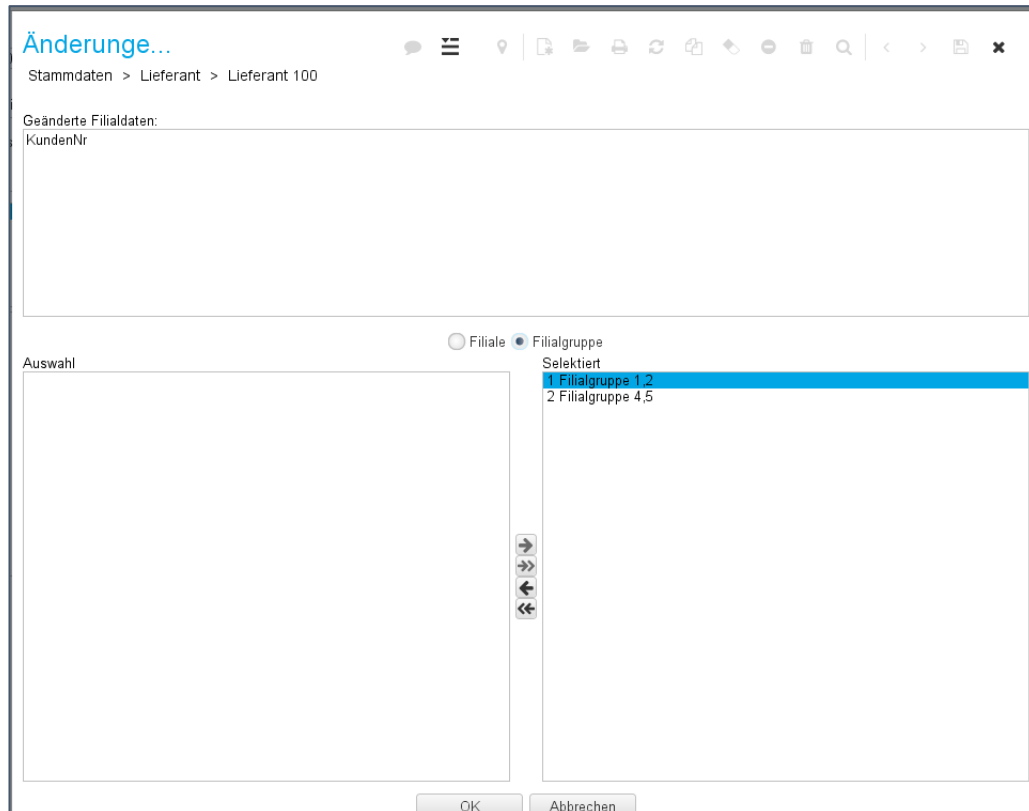 Änderunge...
Stammdaten > Lieferant > Lieferant 100
Geänderte Filialdaten:
KundenNr
Filiale Filialgruppe
Auswahl
Selektiert
1 Filialgruppe 1,2
2 Filialgruppe 4,5
OK Abbrechen